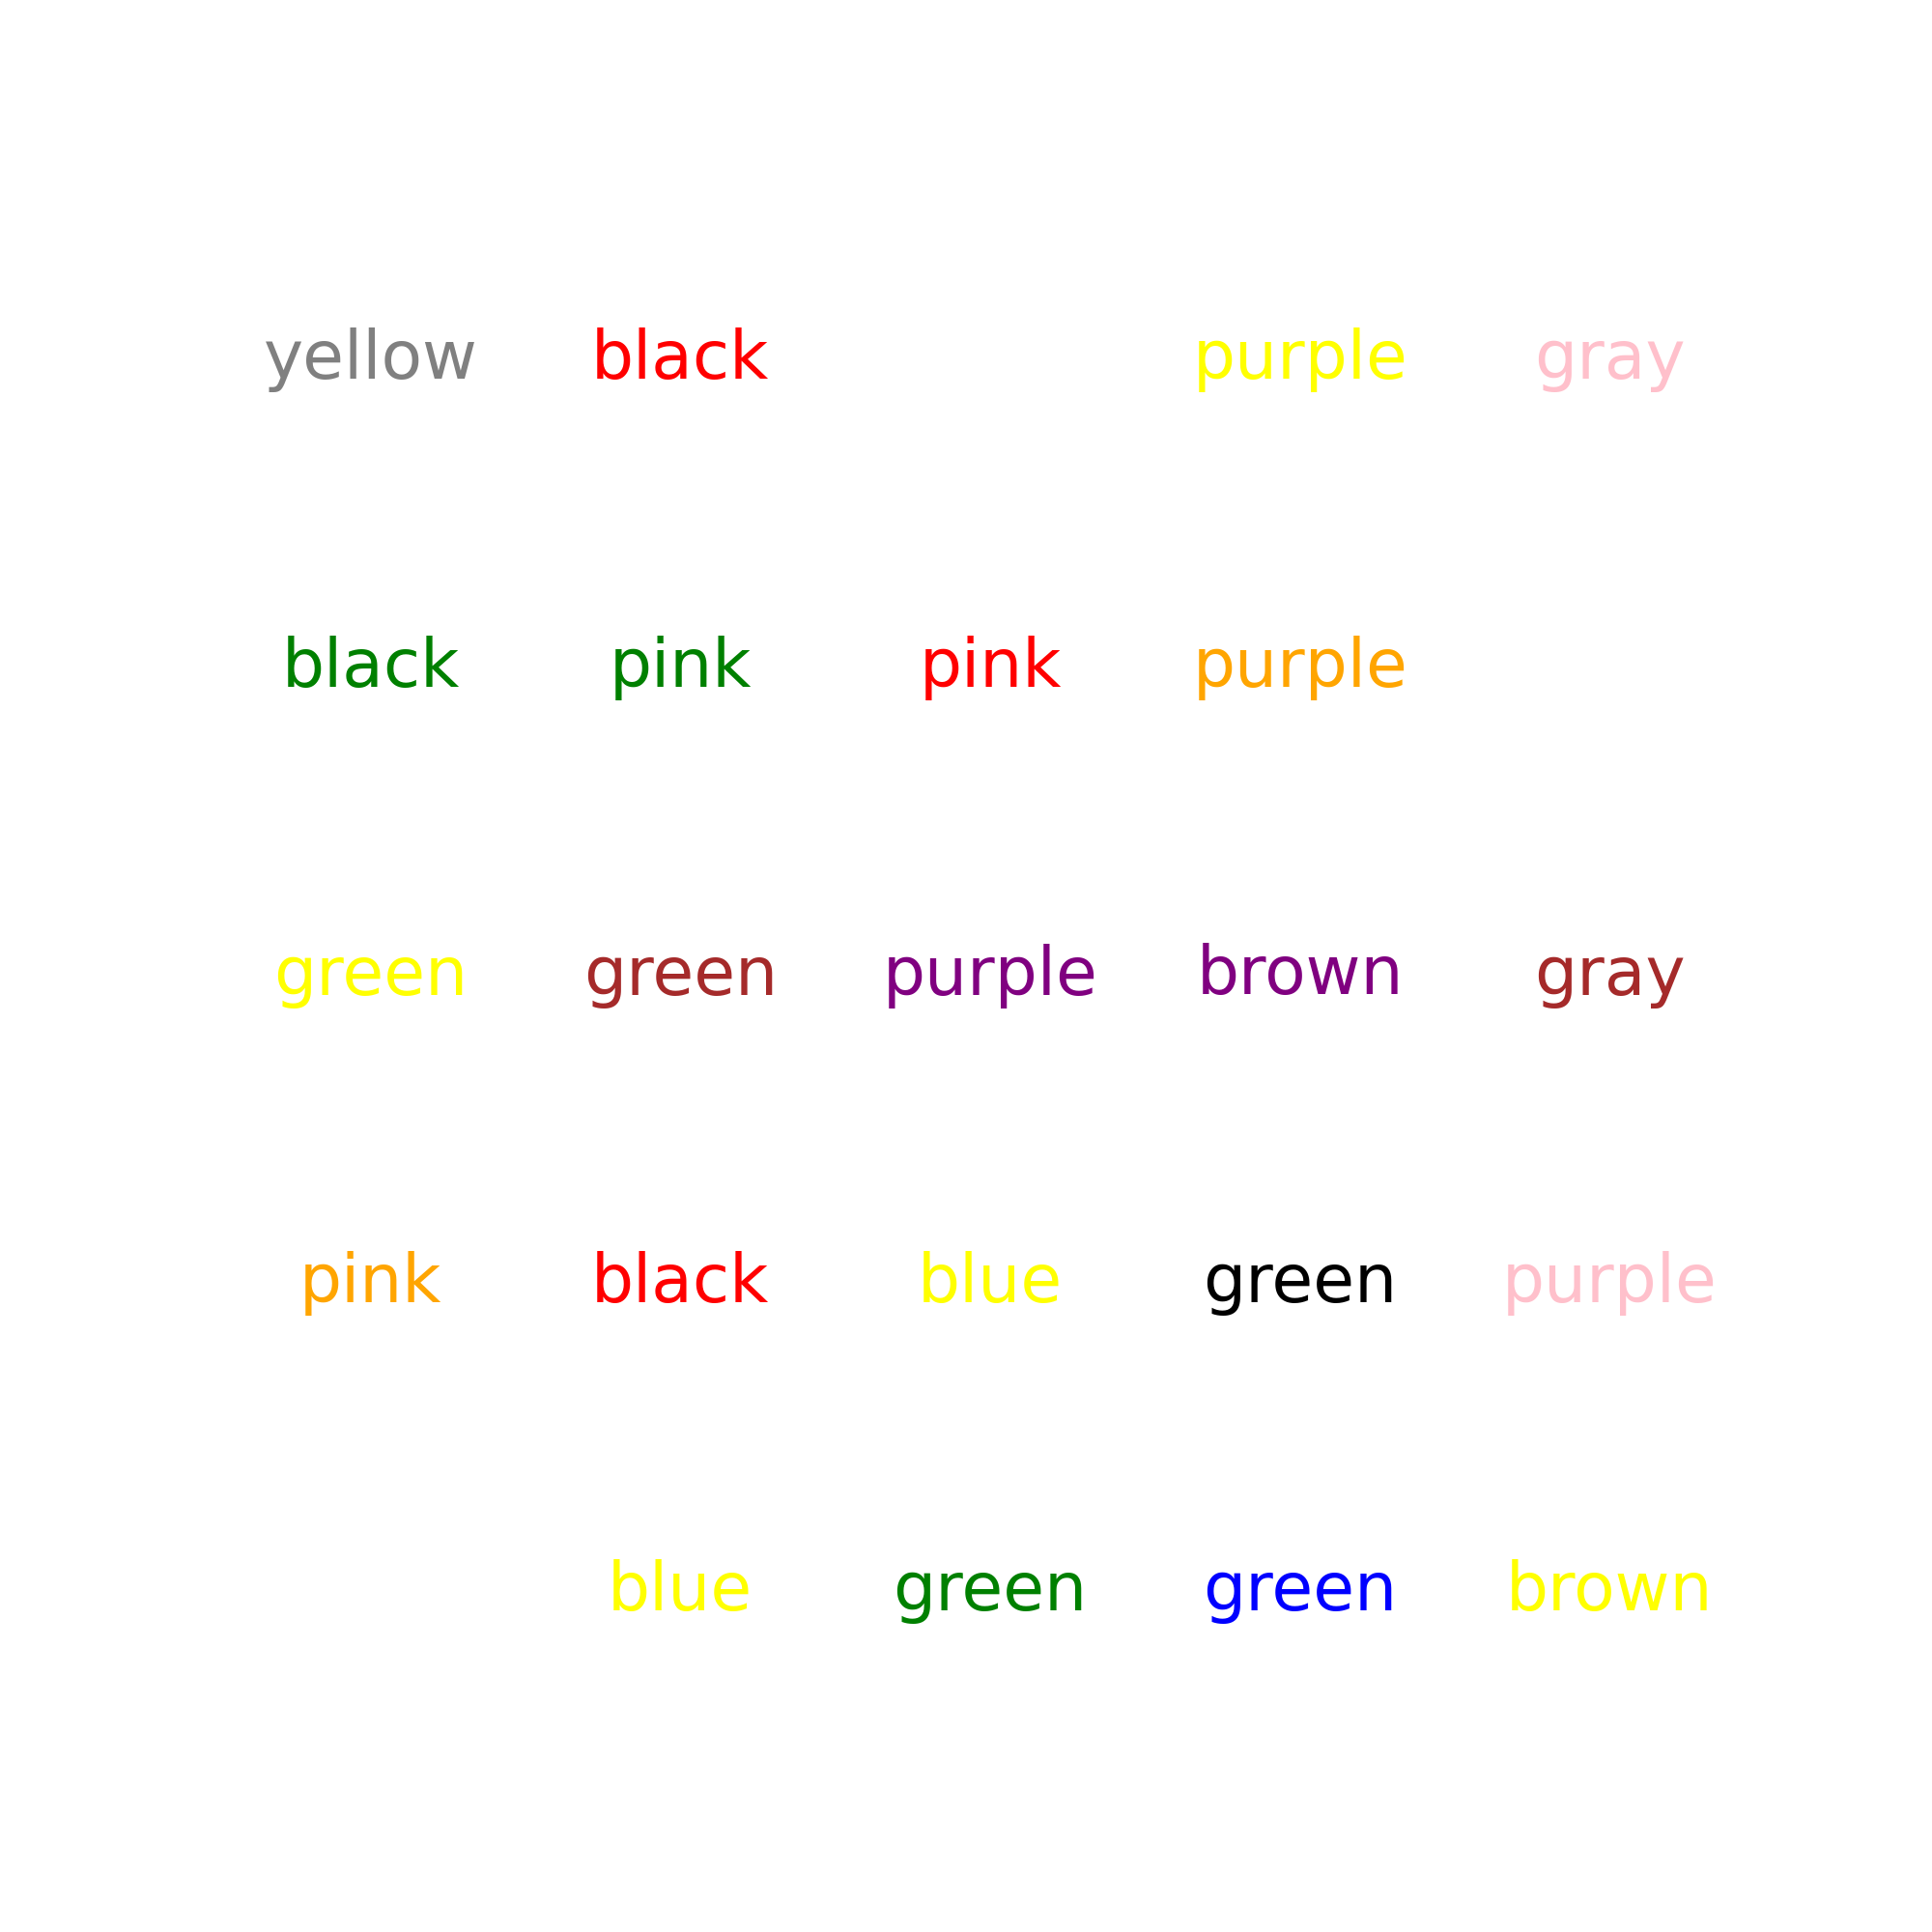 yellow black purple gray
black pink pink purple
green green purple brown gray
pink black blue green purple
blue green green brown